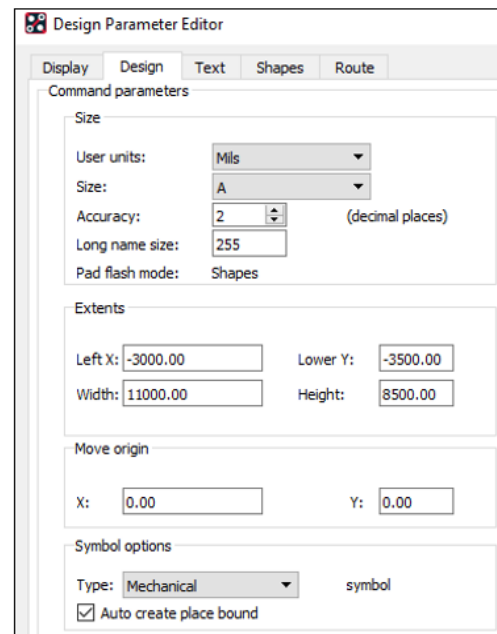 Design Parameter Editor
Display Design Text Shapes Route
Command parameters
Size
User units: Mils
Size: A
Accuracy: 2 (decimal places)
Long name size: 255
Pad flash mode: Shapes
Extents
Left X: -3000.00 Lower Y: -3500.00
Width: 11000.00 Height: 8500.00
Move origin
X: 0.00 Y: 0.00
Symbol options
Type: Mechanical symbol
Auto create place bound